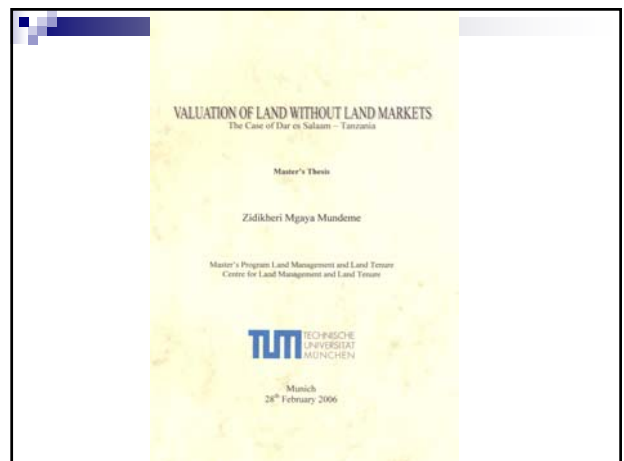 VALUATION OF LAND WITHOUT LAND MARKETS
The Case of Dar es Salaam – Tanzania
Master's Thesis
Zidikheri Mgaya Mundeme
Master's Program Land Management and Land Tenure
Centre for Land Management and Land Tenure
TUM
TECHNISCHE
UNIVERSITÄT
MÜNCHEN
Munich
28th February 2006